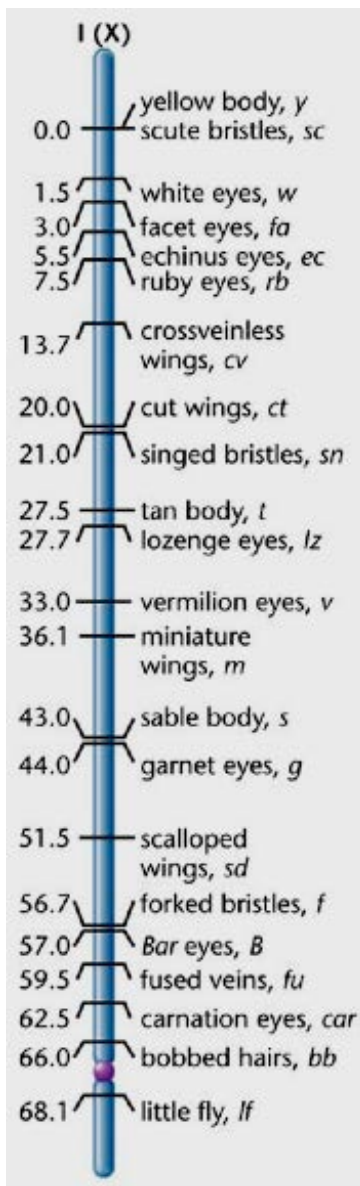 I (X)
yellow body, y
0.0 scute bristles, sc
1.5 white eyes, w
3.0 facet eyes, fa
5.5 echinus eyes, ec
7.5 ruby eyes, rb
13.7 crossveinless
wings, cv
20.0 cut wings, ct
21.0 singed bristles, sn
27.5 tan body, t
27.7 lozenge eyes, lz
33.0 vermilion eyes, v
36.1 miniature
wings, m
43.0 sable body, s
44.0 garnet eyes, g
51.5 scalloped
wings, sd
56.7 forked bristles, f
57.0 Bar eyes, B
59.5 fused veins, fu
62.5 carnation eyes, car
66.0 bobbed hairs, bb
68.1 little fly, lf